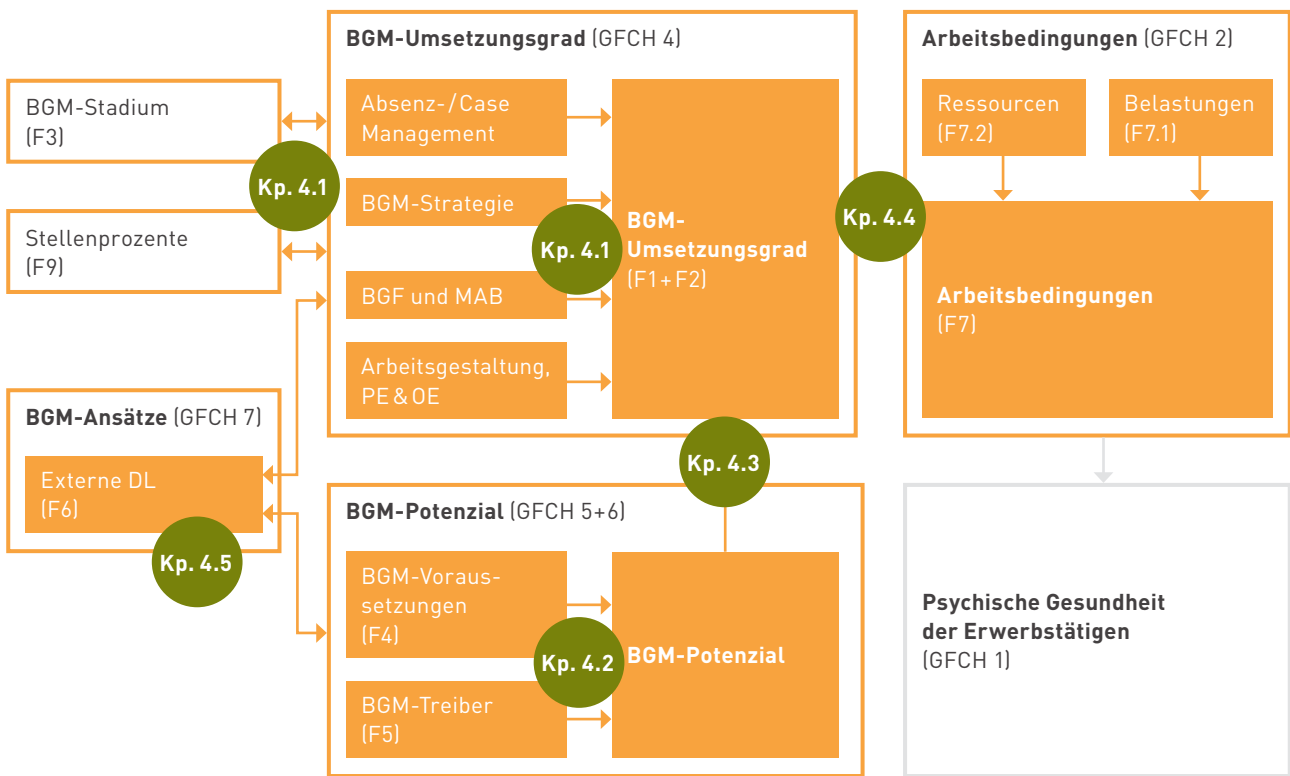 BGM-Stadium
(F3)
Stellenprozente
(F9)
Kp. 4.1
BGM-Ansätze (GFCH 7)
Externe DL
(F6)
Kp. 4.5
BGM-Umsetzungsgrad (GFCH 4)
Absenz-/Case
Management
BGM-Strategie
BGF und MAB
Arbeitsgestaltung,
PE & OE
Kp. 4.1
BGM-
Umsetzungsgrad
(F1+F2)
Kp. 4.3
BGM-Potenzial (GFCH 5+6)
BGM-Voraus-
setzungen
(F4)
BGM-Treiber
(F5)
Kp. 4.2
BGM-Potenzial
Kp. 4.4
Arbeitsbedingungen (GFCH 2)
Ressourcen
(F7.2)
Belastungen
(F7.1)
Arbeitsbedingungen
(F7)
Psychische Gesundheit
der Erwerbstätigen
(GFCH 1)